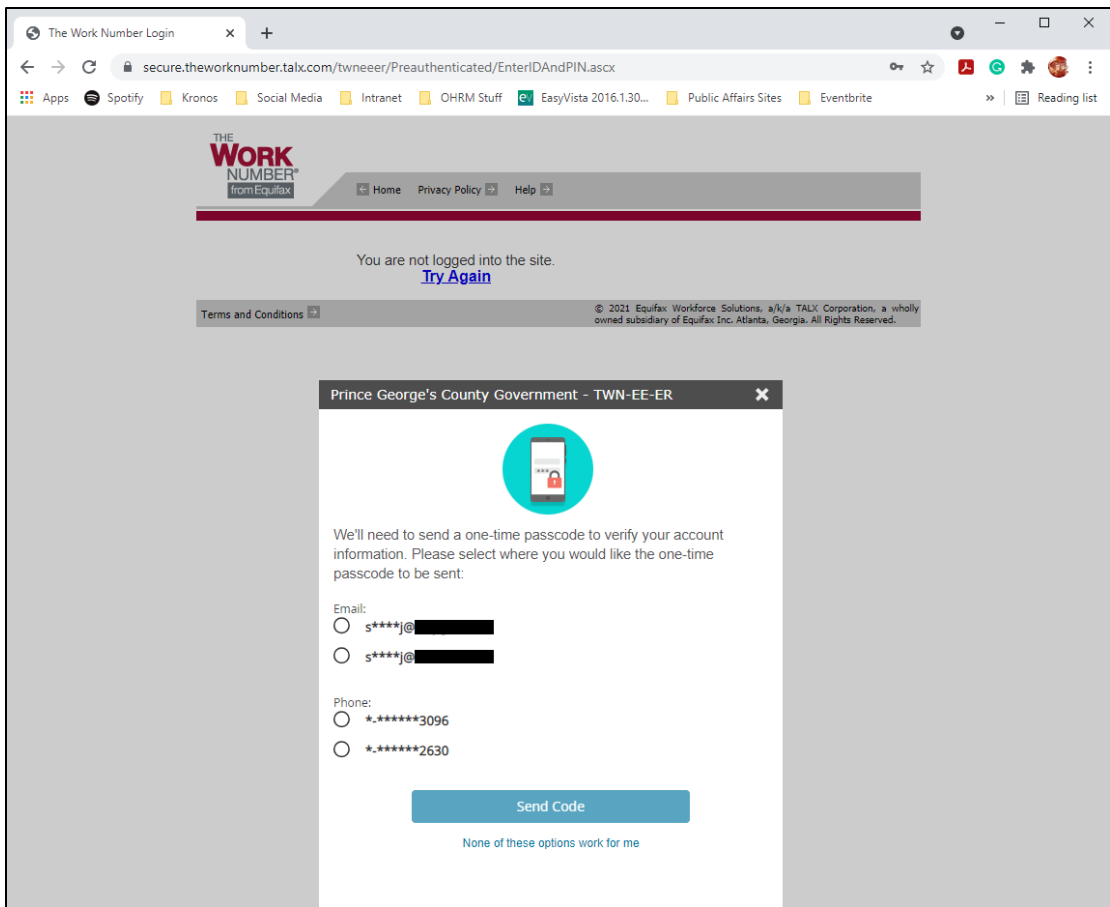 The Work Number Login
secure.theworknumber.talx.com/twneeer/Preauthenticated/EnterIDAndPIN.ascx
Apps Spotify Kronos Social Media Intranet OHRM Stuff EV EasyVista 2016.1.30... Public Affairs Sites Eventbrite » Reading list
THE
WORK
NUMBER®
from Equifax
Home Privacy Policy Help
You are not logged into the site.
Try Again
Terms and Conditions
© 2021 Equifax Workforce Solutions, a/k/a TALX Corporation, a wholly
owned subsidiary of Equifax Inc. Atlanta, Georgia. All Rights Reserved.
Prince George's County Government - TWN-EE-ER
We'll need to send a one-time passcode to verify your account
information. Please select where you would like the one-time
passcode to be sent:
Email:
s****j@
s****j@
Phone:
*-******3096
*-******2630
Send Code
None of these options work for me